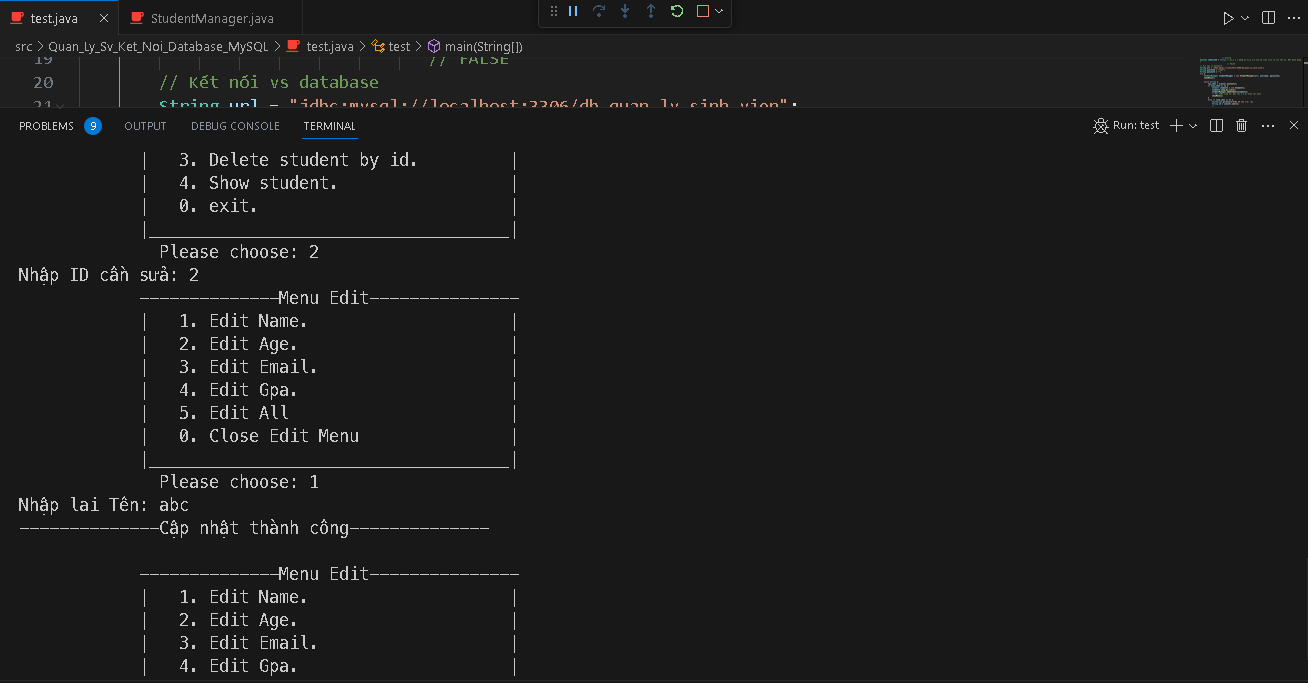 test.java
StudentManager.java
src > Quan_Ly_Sv_Ket_Noi_Database_MySQL > test.java > test > main(String[])
19 // FALSE
20 // Kết nối vs database
21 String url = "jdbc:mysql://localhost:3306/db_quan_ly_sinh_vien";
PROBLEMS 9 OUTPUT DEBUG CONSOLE TERMINAL Run: test
| 3. Delete student by id. |
| 4. Show student. |
| 0. exit. |
|____________________________________|
Please choose: 2
Nhập ID cần sưả: 2
--------------Menu Edit---------------
| 1. Edit Name. |
| 2. Edit Age. |
| 3. Edit Email. |
| 4. Edit Gpa. |
| 5. Edit All |
| 0. Close Edit Menu |
|____________________________________|
Please choose: 1
Nhập lai Tên: abc
--------------Cập nhật thành công--------------
--------------Menu Edit---------------
| 1. Edit Name. |
| 2. Edit Age. |
| 3. Edit Email. |
| 4. Edit Gpa. |